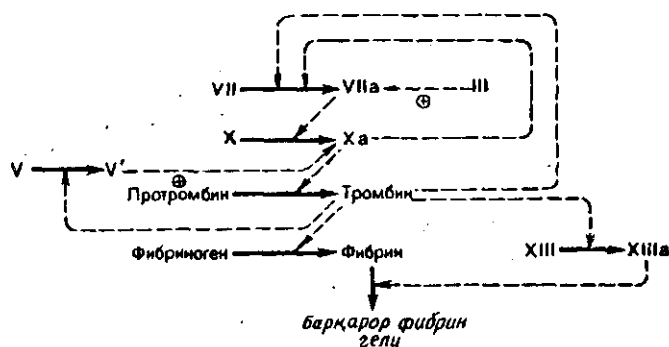 VII VIIa III
⊕
X Xa
V V′
⊕
Протромбин Тромбин
Фибриноген Фибрин XIII XIIIa
барқарор фибрин
гели